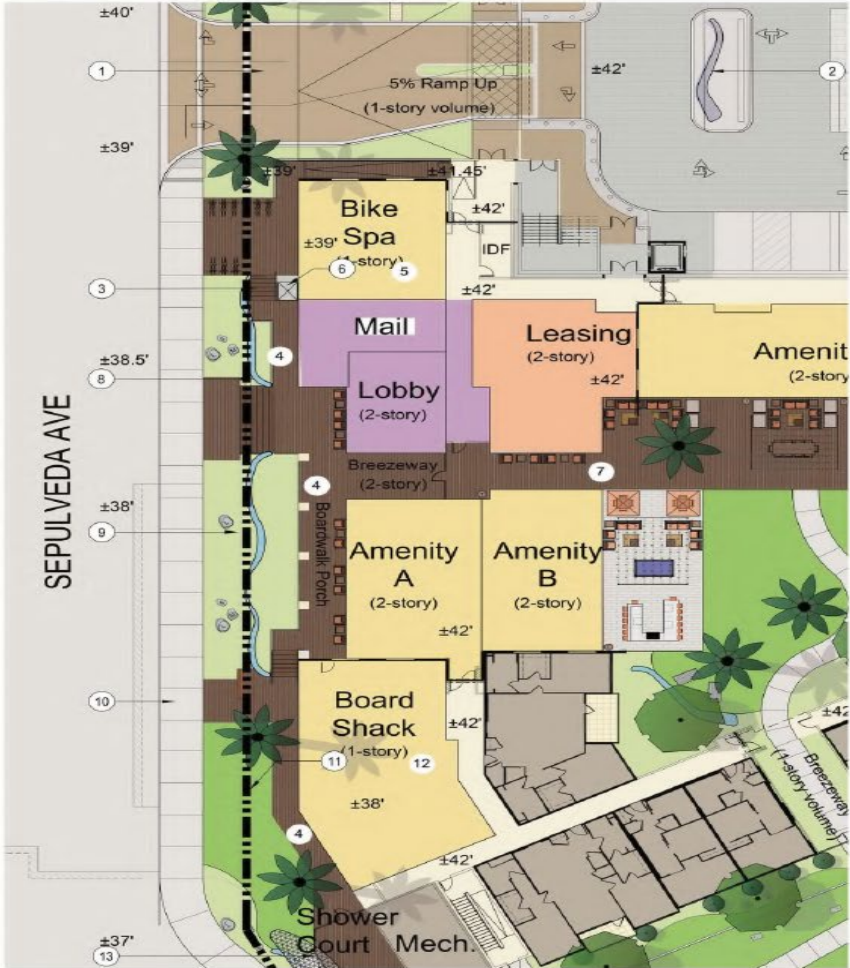 ±40'
1
5% Ramp Up
(1-story volume)
±42'
2
±39'
±39'
±41.45'
±42'
Bike
Spa
±39'
(1-story)
6
5
IDF
3
±42'
Mail
Leasing
(2-story)
±42'
Amenit
(2-story
4
±38.5'
8
Lobby
(2-story)
SEPULVEDA AVE
Breezeway
(2-story)
7
4
±38'
9
Boardwalk Porch
Amenity
A
(2-story)
±42'
Amenity
B
(2-story)
10
Board
Shack
(1-story)
11
12
±38'
±42'
±42'
Breezeway
(1-story volume)
4
±42'
Shower
Court
Mech.
±37'
13